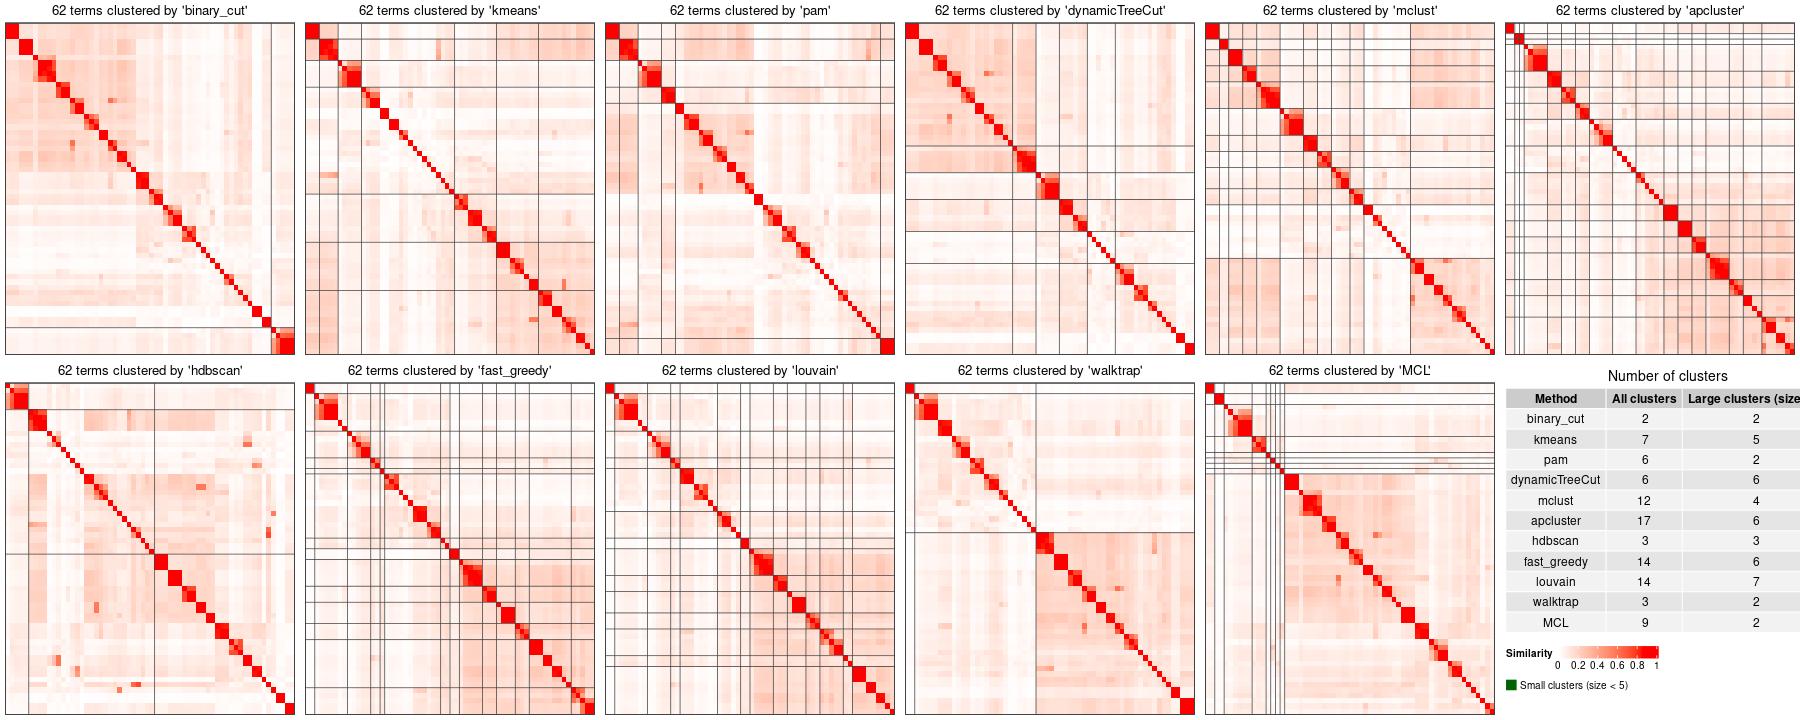 62 terms clustered by 'binary_cut'
62 terms clustered by 'kmeans'
62 terms clustered by 'pam'
62 terms clustered by 'dynamicTreeCut'
62 terms clustered by 'mclust'
62 terms clustered by 'apcluster'
62 terms clustered by 'hdbscan'
62 terms clustered by 'fast_greedy'
62 terms clustered by 'louvain'
62 terms clustered by 'walktrap'
62 terms clustered by 'MCL'
Number of clusters
Method All clusters Large clusters (size
binary_cut 2 2
kmeans 7 5
pam 6 2
dynamicTreeCut 6 6
mclust 12 4
apcluster 17 6
hdbscan 3 3
fast_greedy 14 6
louvain 14 7
walktrap 3 2
MCL 9 2
Similarity
0 0.2 0.4 0.6 0.8 1
Small clusters (size < 5)